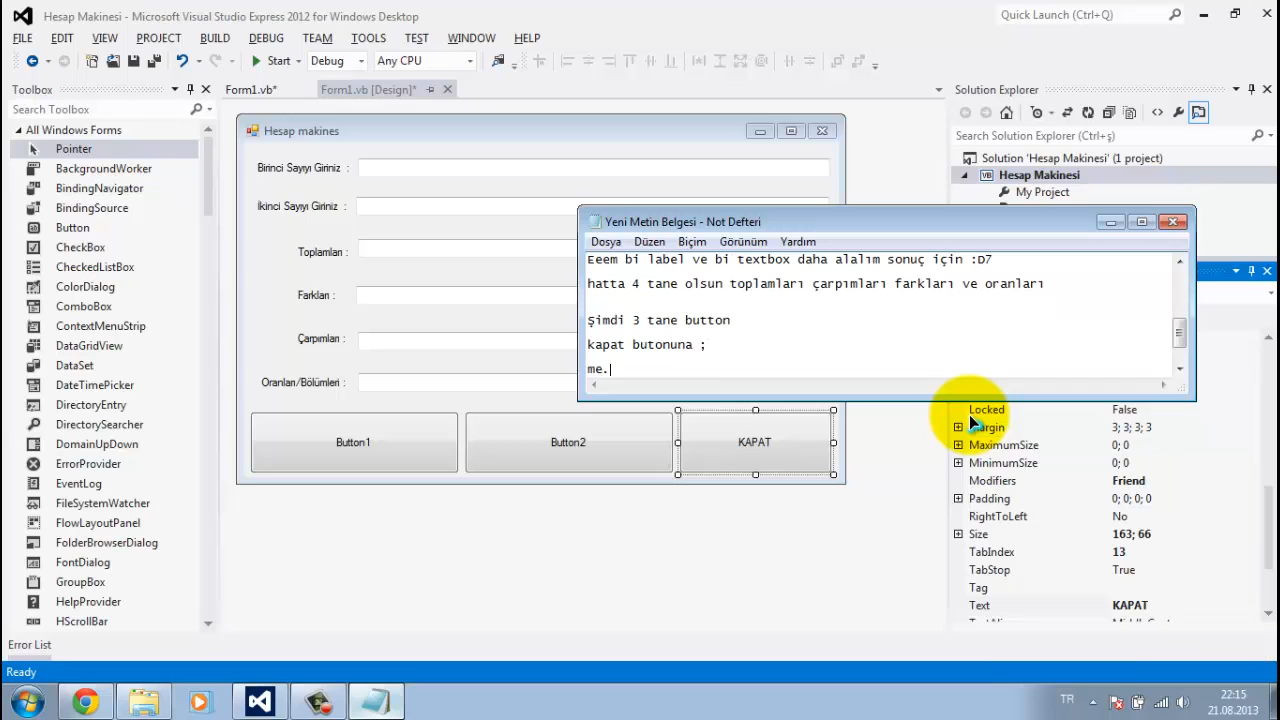 Hesap Makinesi - Microsoft Visual Studio Express 2012 for Windows Desktop
Quick Launch (Ctrl+Q)
FILE EDIT VIEW PROJECT BUILD DEBUG TEAM TOOLS TEST WINDOW HELP
Start Debug Any CPU
Toolbox
Form1.vb*
Form1.vb [Design]*
Solution Explorer
Search Toolbox
Search Solution Explorer (Ctrl+ş)
All Windows Forms
Pointer
BackgroundWorker
BindingNavigator
BindingSource
Button
CheckBox
CheckedListBox
ColorDialog
ComboBox
ContextMenuStrip
DataGridView
DataSet
DateTimePicker
DirectoryEntry
DirectorySearcher
DomainUpDown
ErrorProvider
EventLog
FileSystemWatcher
FlowLayoutPanel
FolderBrowserDialog
FontDialog
GroupBox
HelpProvider
HScrollBar
Hesap makines
Birinci Sayıyı Giriniz :
İkinci Sayıyı Giriniz :
Toplamları :
Farkları :
Çarpımları :
Oranları/Bölümleri :
Button1
Button2
KAPAT
Yeni Metin Belgesi - Not Defteri
Dosya Düzen Biçim Görünüm Yardım
Eeem bi label ve bi textbox daha alalım sonuç için :D7
hatta 4 tane olsun toplamları çarpımları farkları ve oranları
Şimdi 3 tane button
kapat butonuna ;
me.
Solution 'Hesap Makinesi' (1 project)
VB Hesap Makinesi
My Project
Locked False
Margin 3; 3; 3; 3
MaximumSize 0; 0
MinimumSize 0; 0
Modifiers Friend
Padding 0; 0; 0; 0
RightToLeft No
Size 163; 66
TabIndex 13
TabStop True
Tag
Text KAPAT
Error List
Ready
TR
22:15
21.08.2013